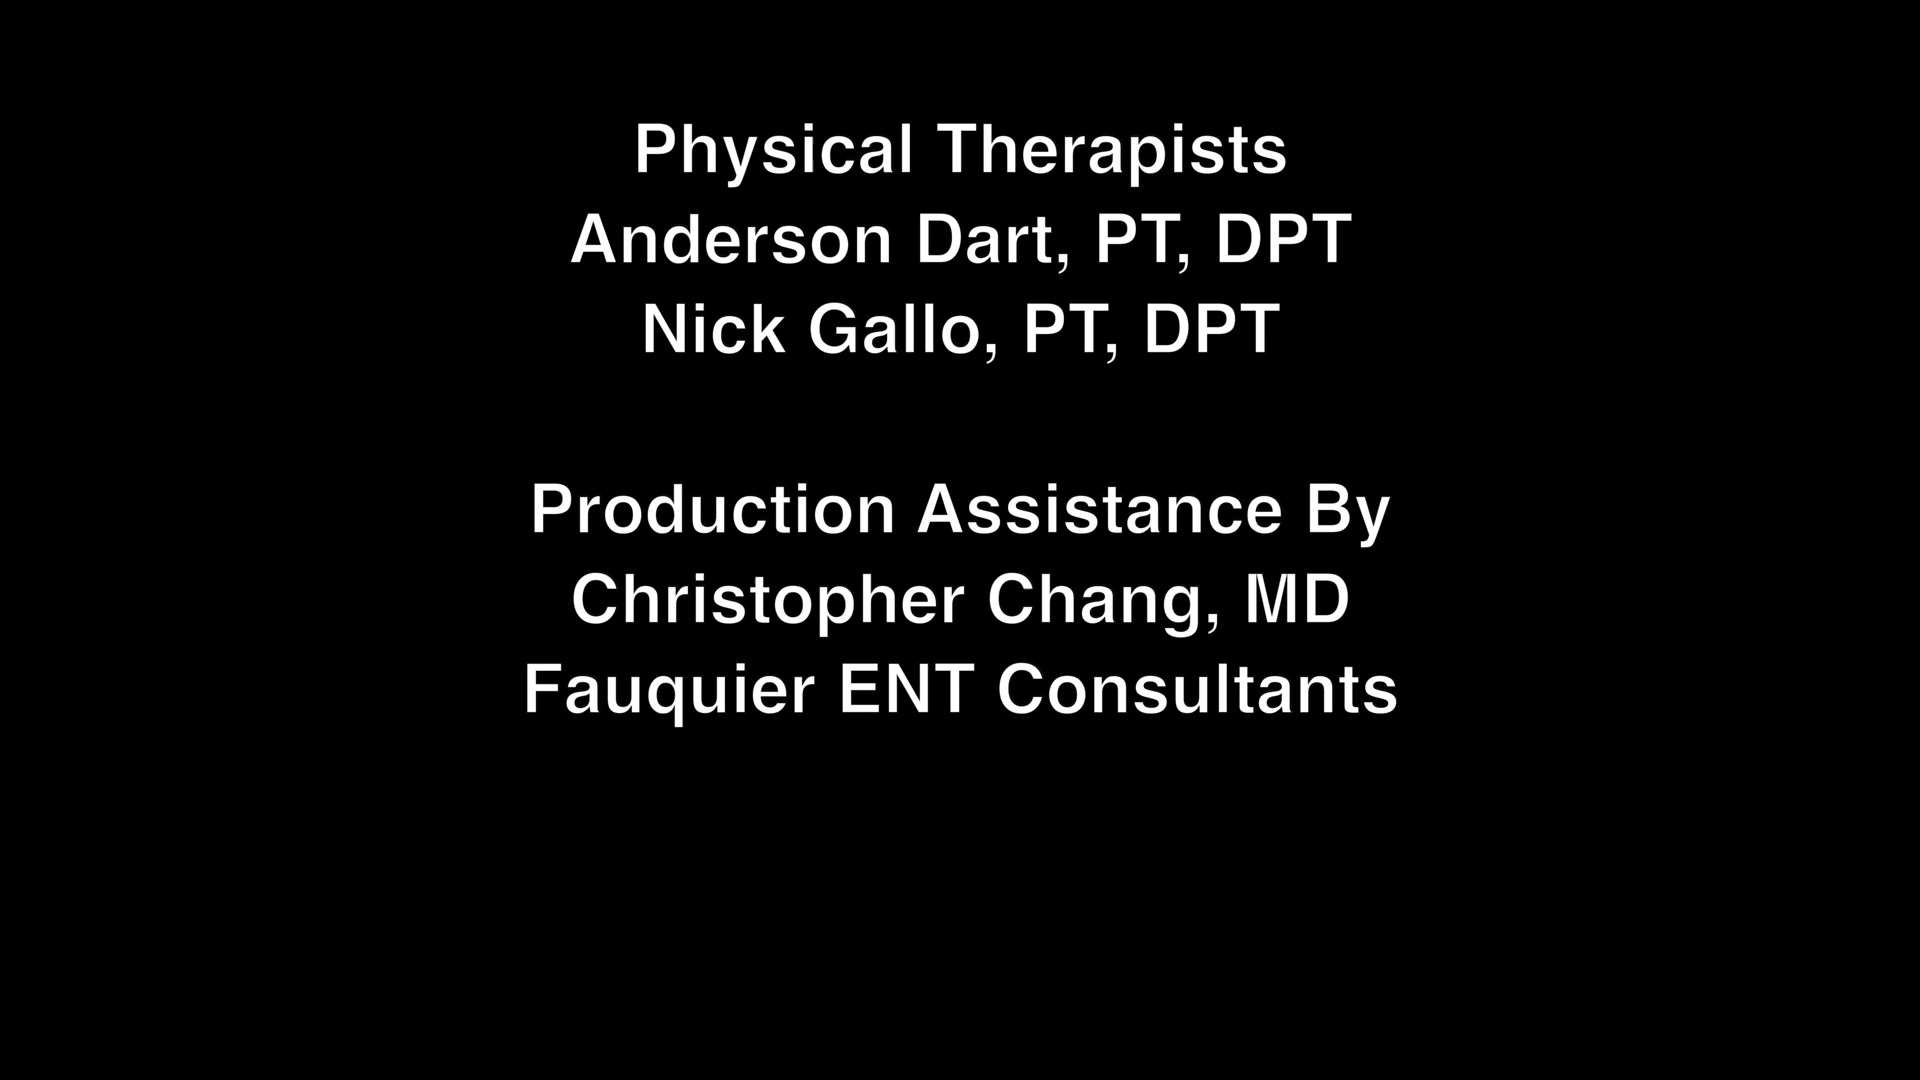 Physical Therapists
Anderson Dart, PT, DPT
Nick Gallo, PT, DPT
Production Assistance By
Christopher Chang, MD
Fauquier ENT Consultants